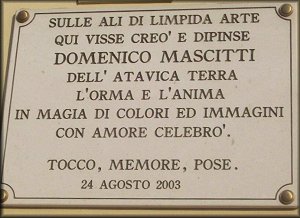 SULLE ALI DI LIMPIDA ARTE
QUI VISSE CREO' E DIPINSE
DOMENICO MASCITTI
DELL' ATAVICA TERRA
L'ORMA E L'ANIMA
IN MAGIA DI COLORI ED IMMAGINI
CON AMORE CELEBRO'.
TOCCO, MEMORE, POSE.
24 AGOSTO 2003